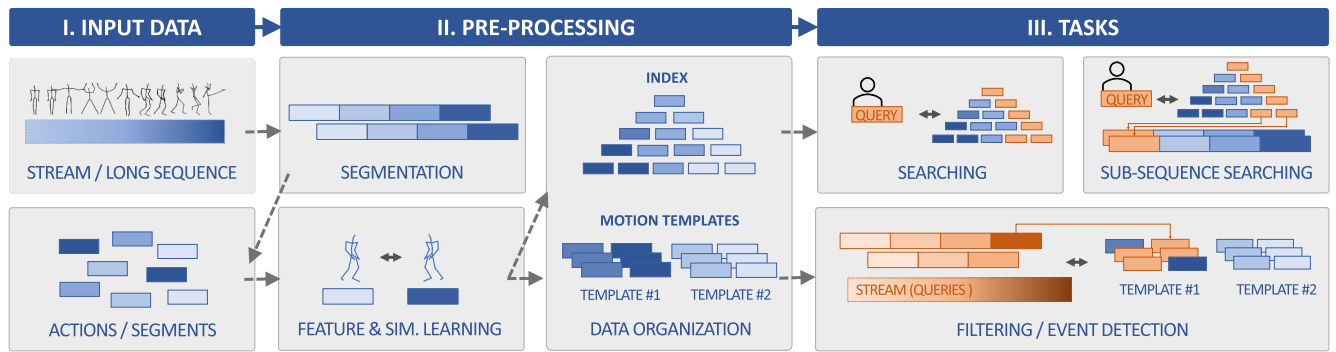 I. INPUT DATA
II. PRE-PROCESSING
III. TASKS
STREAM / LONG SEQUENCE
SEGMENTATION
INDEX
MOTION TEMPLATES
TEMPLATE #1
TEMPLATE #2
DATA ORGANIZATION
QUERY
SEARCHING
QUERY
SUB-SEQUENCE SEARCHING
ACTIONS / SEGMENTS
FEATURE & SIM. LEARNING
STREAM (QUERIES )
TEMPLATE #1
TEMPLATE #2
FILTERING / EVENT DETECTION